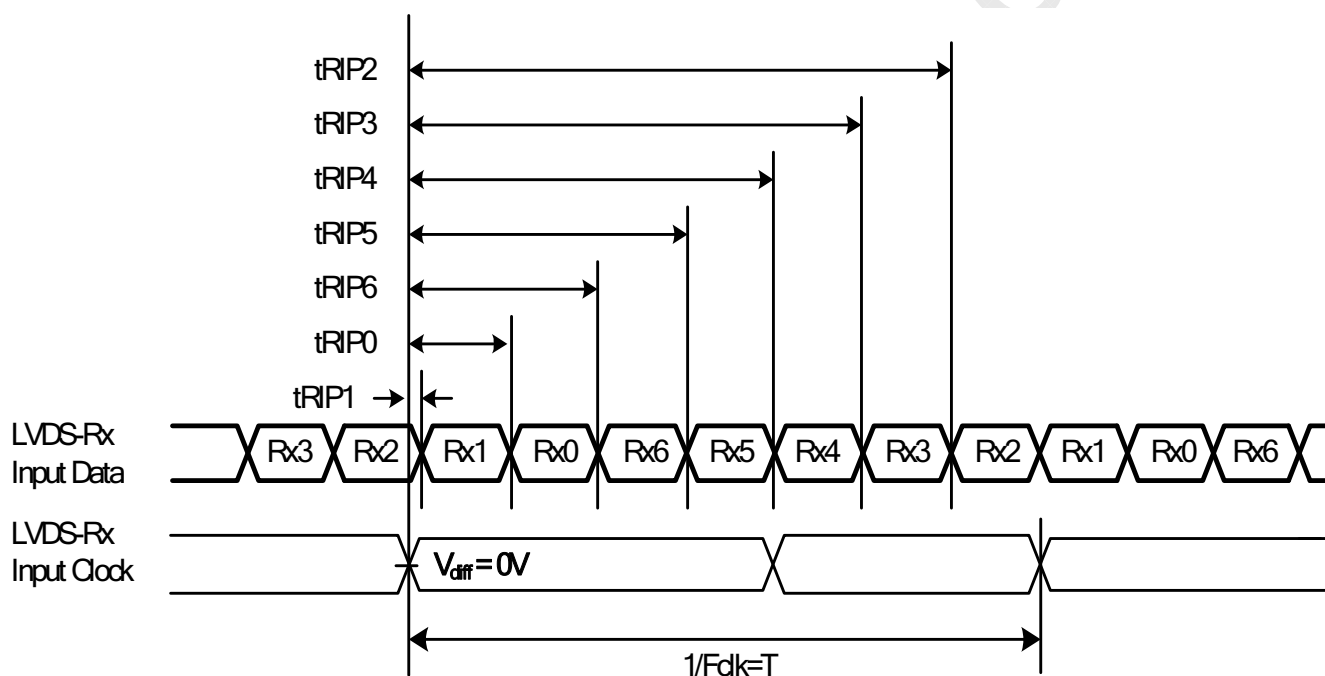 tRIP2
tRIP3
tRIP4
tRIP5
tRIP6
tRIP0
tRIP1
LVDS-Rx
Input Data
Rx3 Rx2 Rx1 Rx0 Rx6 Rx5 Rx4 Rx3 Rx2 Rx1 Rx0 Rx6
LVDS-Rx
Input Clock
Vdiff = 0V
1/Fclk=T